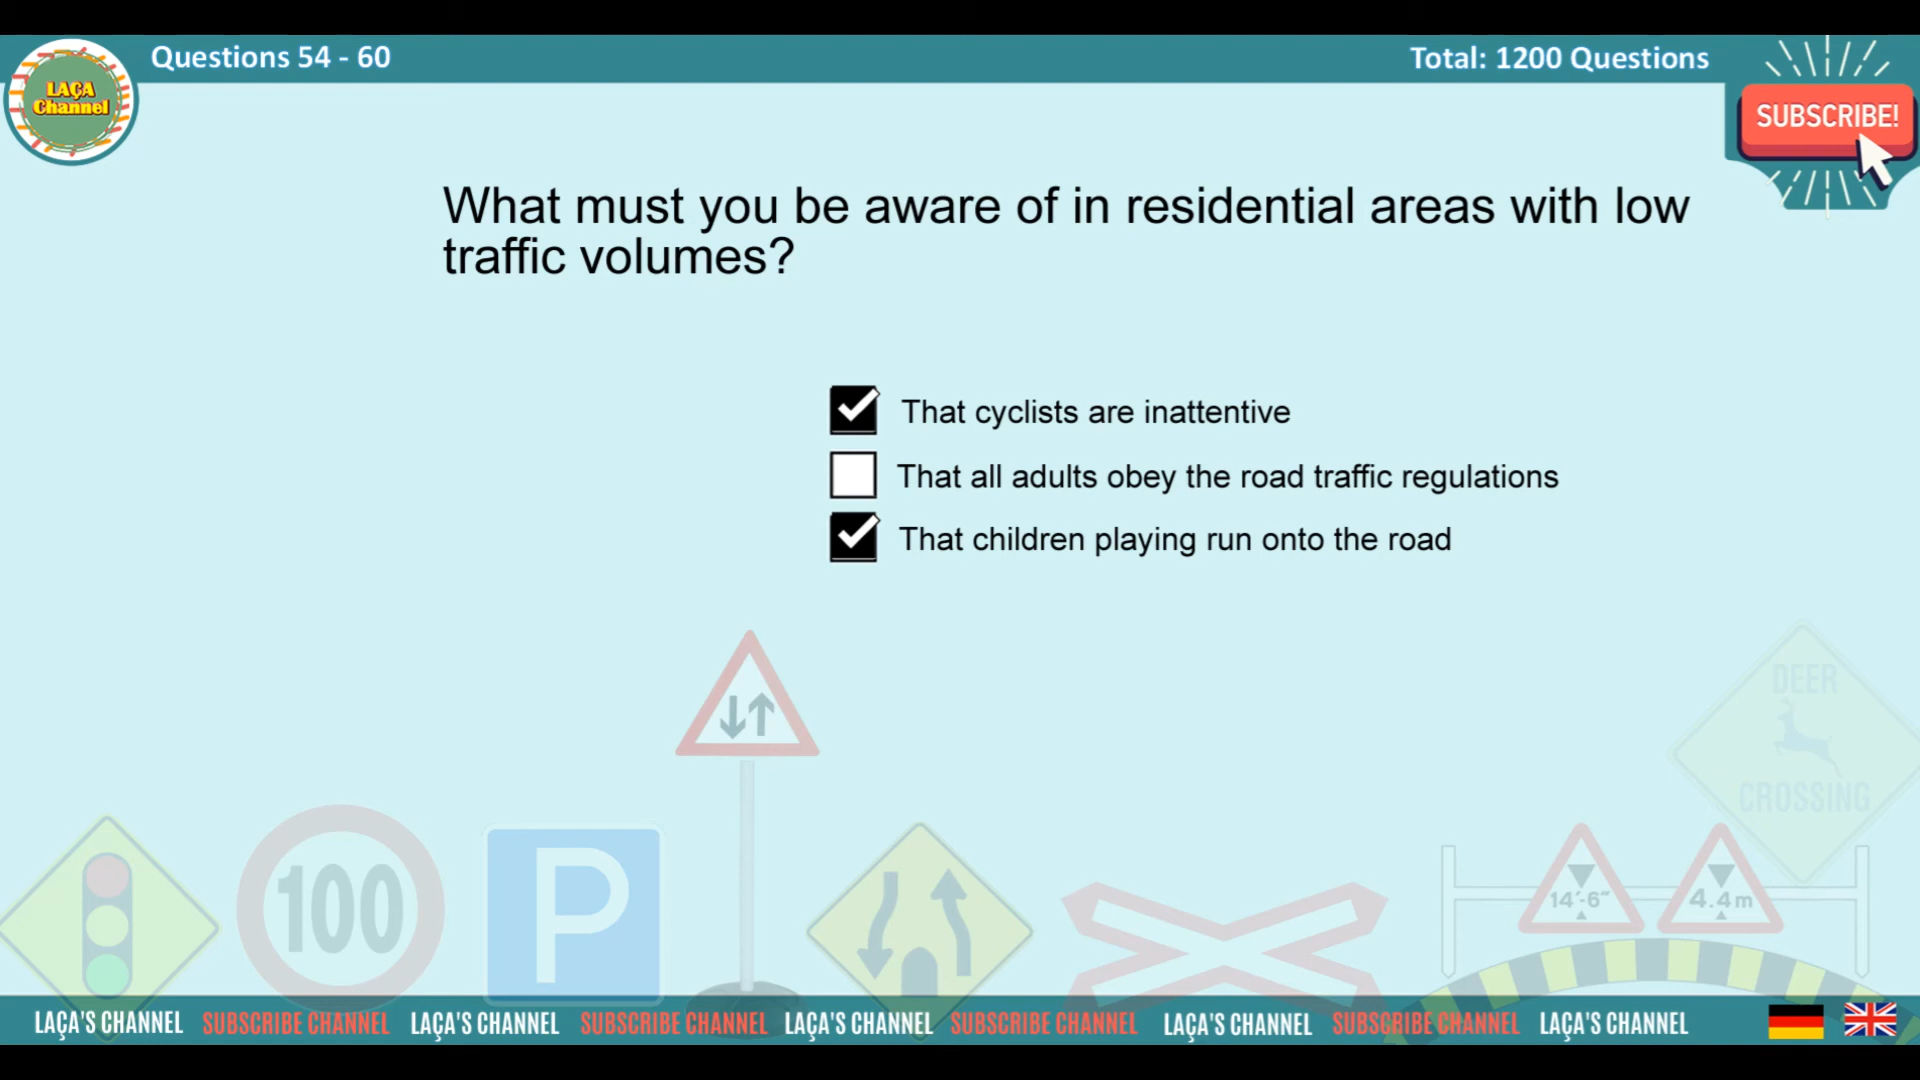 Questions 54 - 60
Total: 1200 Questions
LAÇA
Channel
SUBSCRIBE!
What must you be aware of in residential areas with low
traffic volumes?
That cyclists are inattentive
That all adults obey the road traffic regulations
That children playing run onto the road
DEER
CROSSING
100
P
14'-6"
4.4m
LAÇA'S CHANNEL SUBSCRIBE CHANNEL LAÇA'S CHANNEL SUBSCRIBE CHANNEL LAÇA'S CHANNEL SUBSCRIBE CHANNEL LAÇA'S CHANNEL SUBSCRIBE CHANNEL LAÇA'S CHANNEL